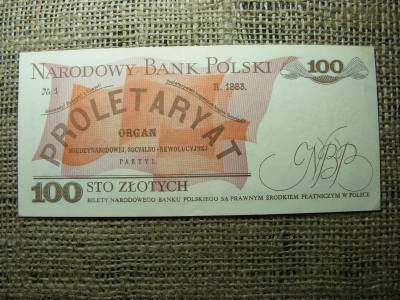 NARODOWY BANK POLSKI 100
№ 1 R. 1883.
PROLETARYAT
ORGAN
MIĘDZYNARODOWEJ, SOCYALNO-REWOLUCYJNEJ
PARTYI.
NBP
100 STO ZŁOTYCH
BILETY NARODOWEGO BANKU POLSKIEGO SĄ PRAWNYM ŚRODKIEM PŁATNICZYM W POLSCE